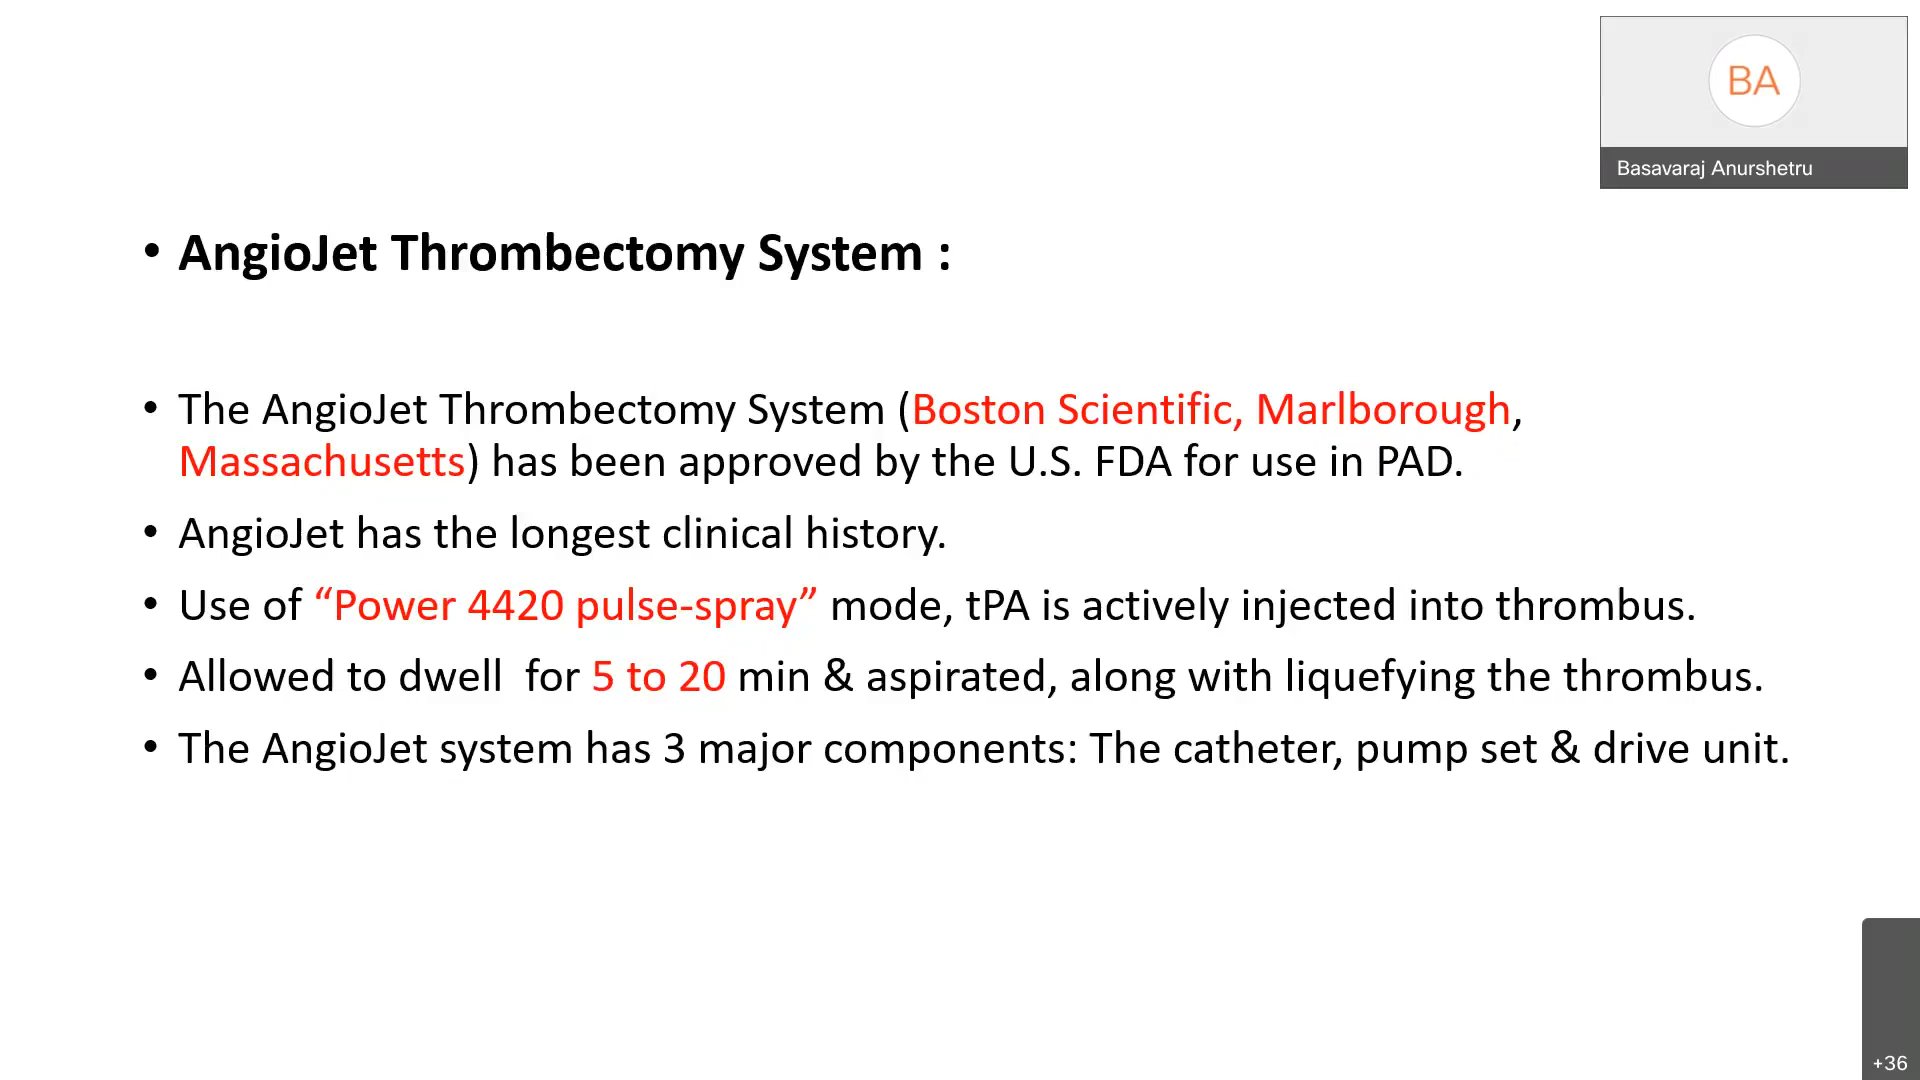 BA
Basavaraj Anurshetru
• AngioJet Thrombectomy System :
• The AngioJet Thrombectomy System (Boston Scientific, Marlborough,
Massachusetts) has been approved by the U.S. FDA for use in PAD.
• AngioJet has the longest clinical history.
• Use of “Power 4420 pulse-spray” mode, tPA is actively injected into thrombus.
• Allowed to dwell  for 5 to 20 min & aspirated, along with liquefying the thrombus.
• The AngioJet system has 3 major components: The catheter, pump set & drive unit.
+36